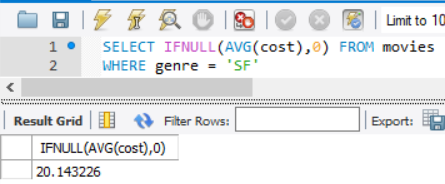 Limit to 10
1 SELECT IFNULL(AVG(cost),0) FROM movies
2 WHERE genre = 'SF'
Result Grid Filter Rows: Export:
IFNULL(AVG(cost),0)
20.143226